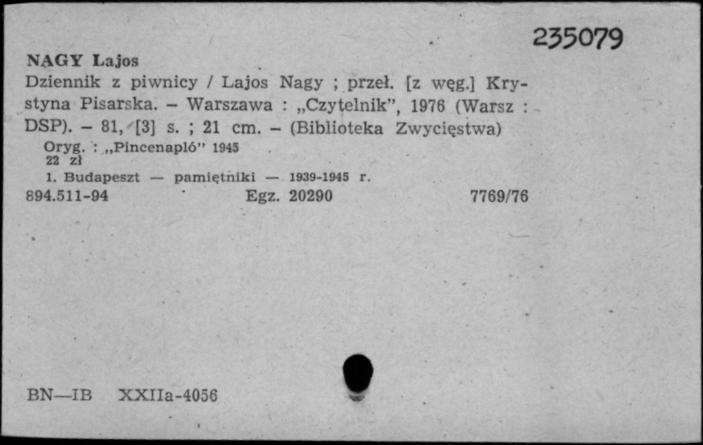 235079
NAGY Lajos
Dziennik z piwnicy / Lajos Nagy ; przeł. [z węg.] Kry-
styna Pisarska. — Warszawa : „Czytelnik”, 1976 (Warsz :
DSP). — 81, [3] s. ; 21 cm. — (Biblioteka Zwycięstwa)
Oryg. : „Pincenapló” 1945
22 zł
1. Budapeszt — pamiętniki — 1939-1945 r.
894.511-94 Egz. 20290 7769/76
BN—IB XXIIa-4056